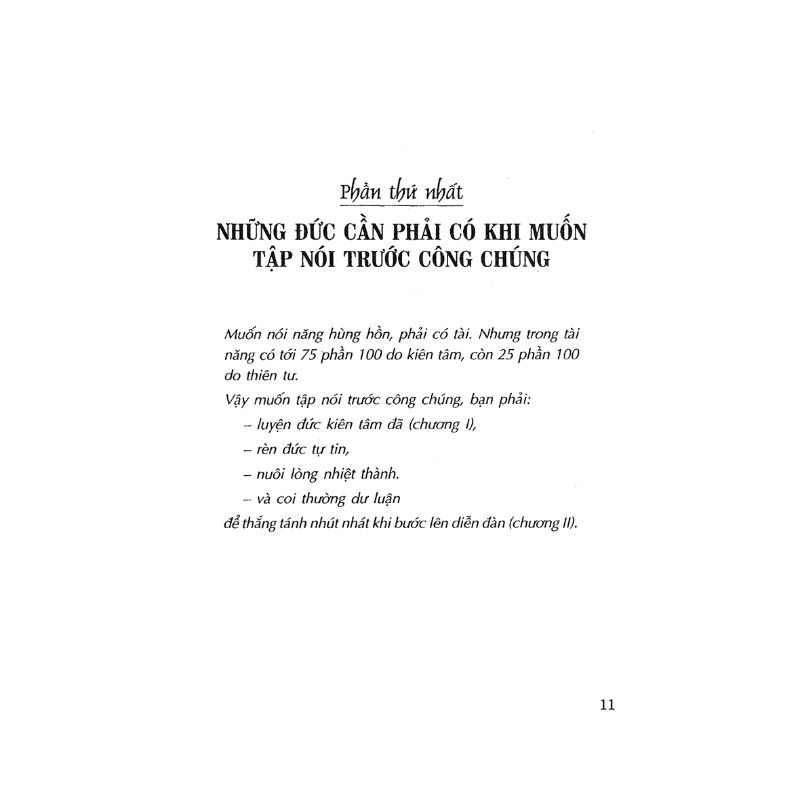 Phần thứ nhất
NHỮNG ĐỨC CẦN PHẢI CÓ KHI MUỐN
TẬP NÓI TRƯỚC CÔNG CHÚNG
Muốn nói năng hùng hồn, phải có tài. Nhưng trong tài
năng có tới 75 phần 100 do kiên tâm, còn 25 phần 100
do thiên tư.
Vậy muốn tập nói trước công chúng, bạn phải:
– luyện đức kiên tâm đã (chương I),
– rèn đức tự tin,
– nuôi lòng nhiệt thành.
– và coi thường dư luận
để thắng tánh nhút nhát khi bước lên diễn đàn (chương II).
11